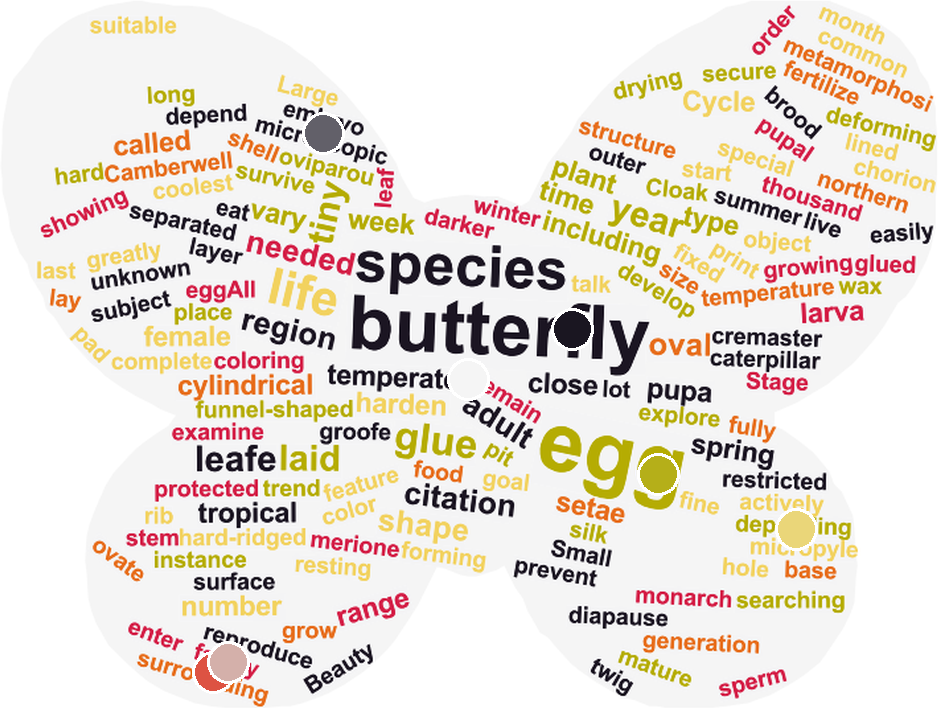 suitable
order
month
common
metamorphosi
fertilize
drying
secure
Cycle
brood
deforming
long
Large
depend
called
shell
oviparou
structure
outer
pupal
lined
special
chorion
hard
Camberwell
coolest
survive
leaf
plant
start
thousand
northern
showing
separated
eat
vary
tiny
week
darker
winter
time
Cloak
year
type
summer
live
easily
layer
needed
species
including
object
last
greatly
unknown
talk
fixed
print
size
growing
glued
lay
subject
eggAll
life
develop
temperature
wax
place
region
butterfly
larva
pad
female
oval
cremaster
complete
coloring
caterpillar
cylindrical
close
lot
pupa
Stage
funnel-shaped
harden
adult
explore
fully
examine
groofe
glue
pit
egg
spring
leafe
laid
food
goal
restricted
protected
trend
feature
citation
setae
fine
actively
rib
tropical
color
shape
silk
stem
hard-ridged
merione
forming
Small
micropyle
ovate
instance
resting
prevent
hole
base
surface
number
range
monarch
searching
enter
reproduce
grow
diapause
generation
Beauty
twig
mature
sperm